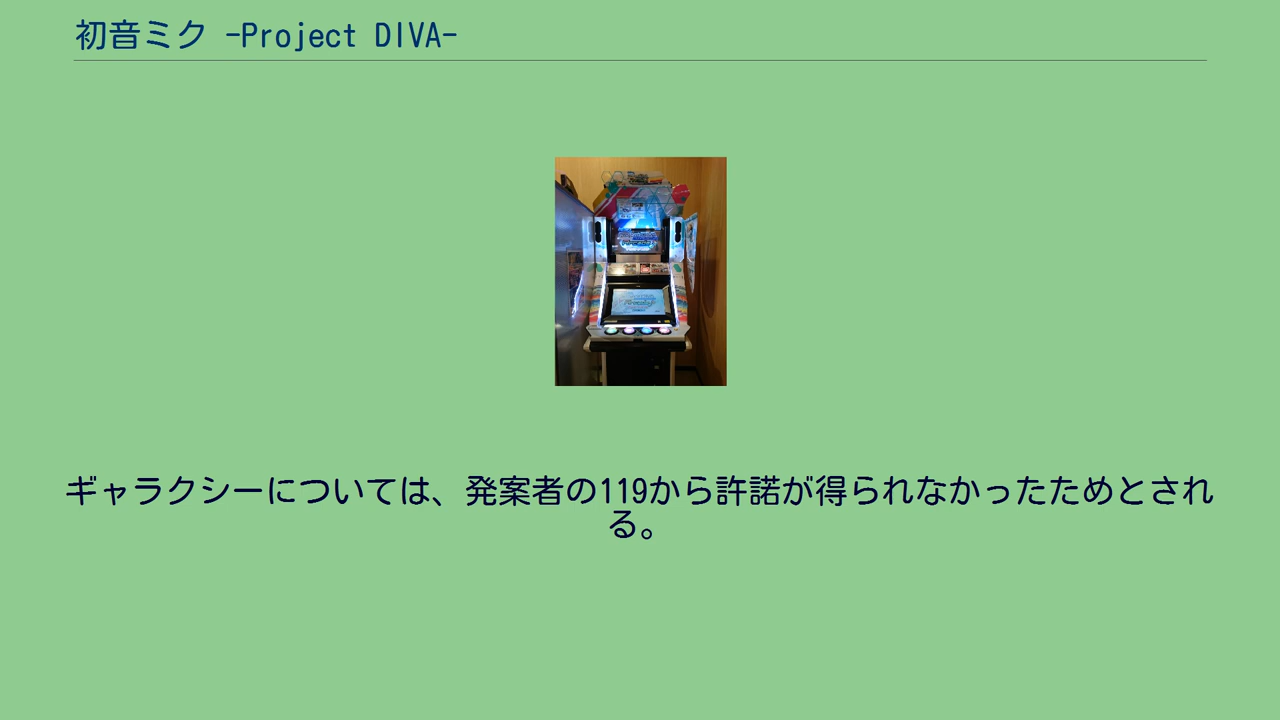 初音ミク -Project DIVA-
ギャラクシーについては、発案者の119から許諾が得られなかったためとされ
る。